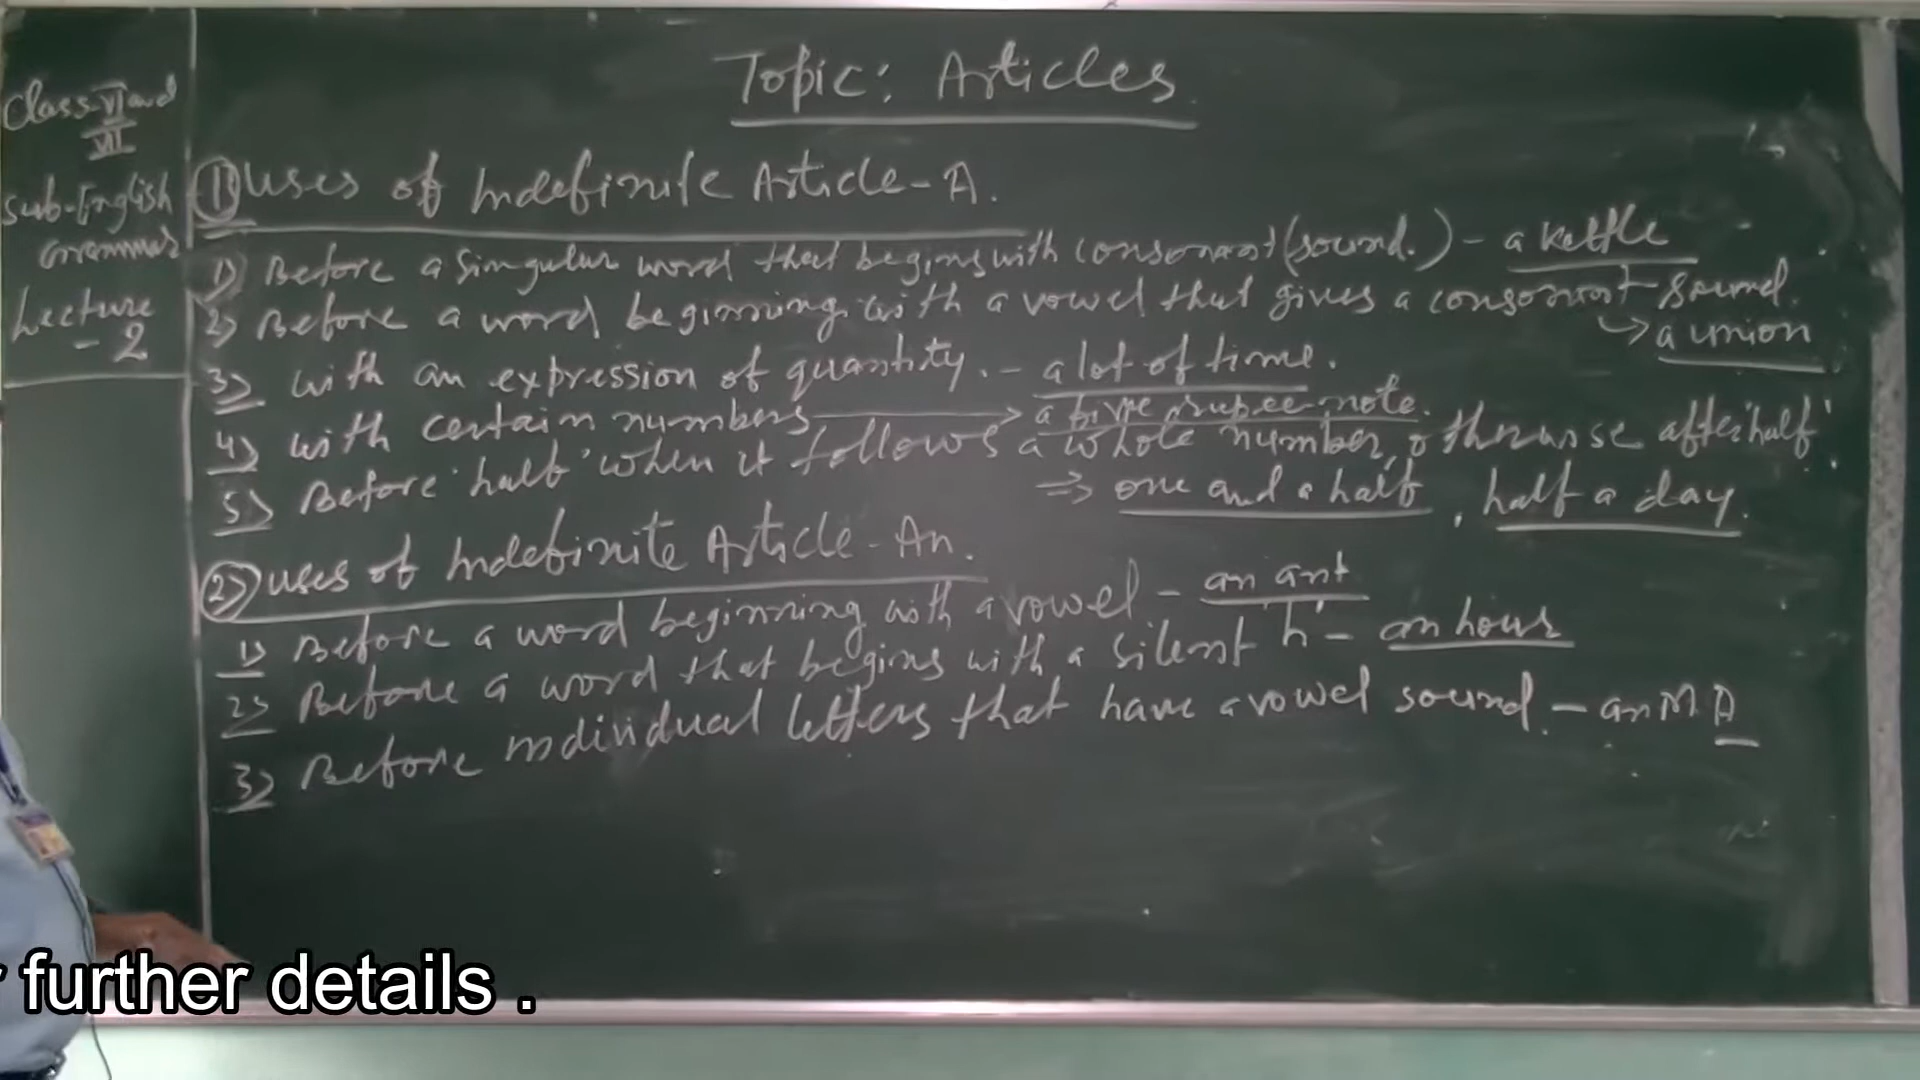 Topic: Articles.
Class-VI and
VII
Sub-English
Grammar
Lecture
-2
1) Uses of Indefinite Article-A.
1) Before a singular word that begins with consonant (sound.) - a kettle
2) Before a word beginning with a vowel that gives a consonant sound.
→ a union
3) With an expression of quantity. - a lot of time.
4) With certain numbers → a five rupee note.
5) Before 'half' when it follows a whole number, otherwise after 'half'
⇒ one and a half, half a day.
2) Uses of Indefinite Article-An.
1) Before a word beginning with a vowel - an ant
2) Before a word that begins with a silent 'h' - an hour
3) Before individual letters that have a vowel sound. - an M A
further details .